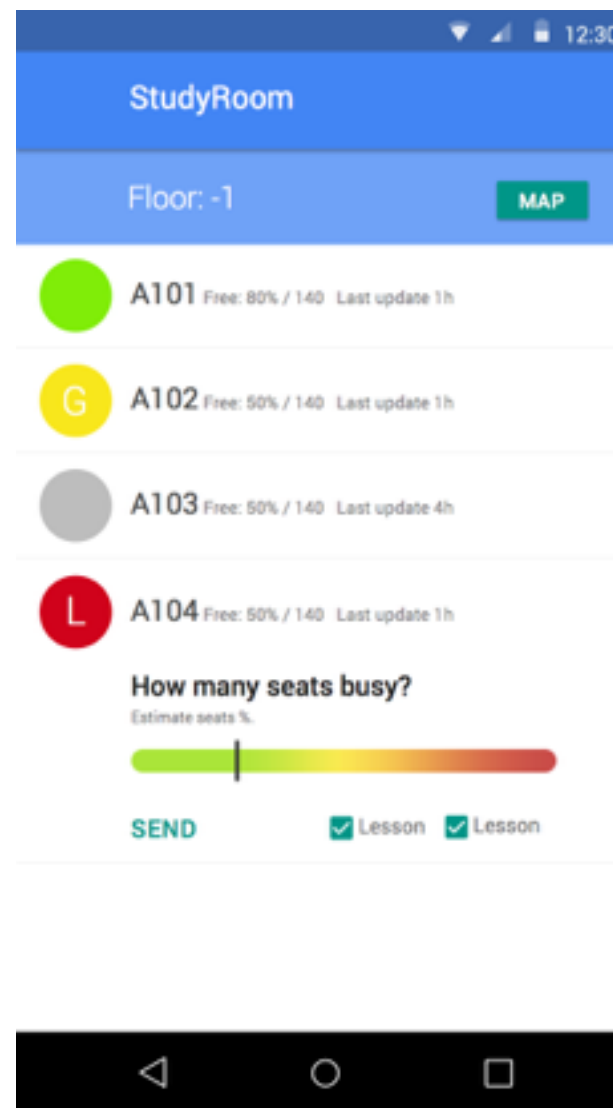 12:30
StudyRoom
Floor: -1 MAP
A101 Free: 80% / 140 Last update 1h
G A102 Free: 50% / 140 Last update 1h
A103 Free: 50% / 140 Last update 4h
L A104 Free: 50% / 140 Last update 1h
How many seats busy?
Estimate seats %.
SEND Lesson Lesson